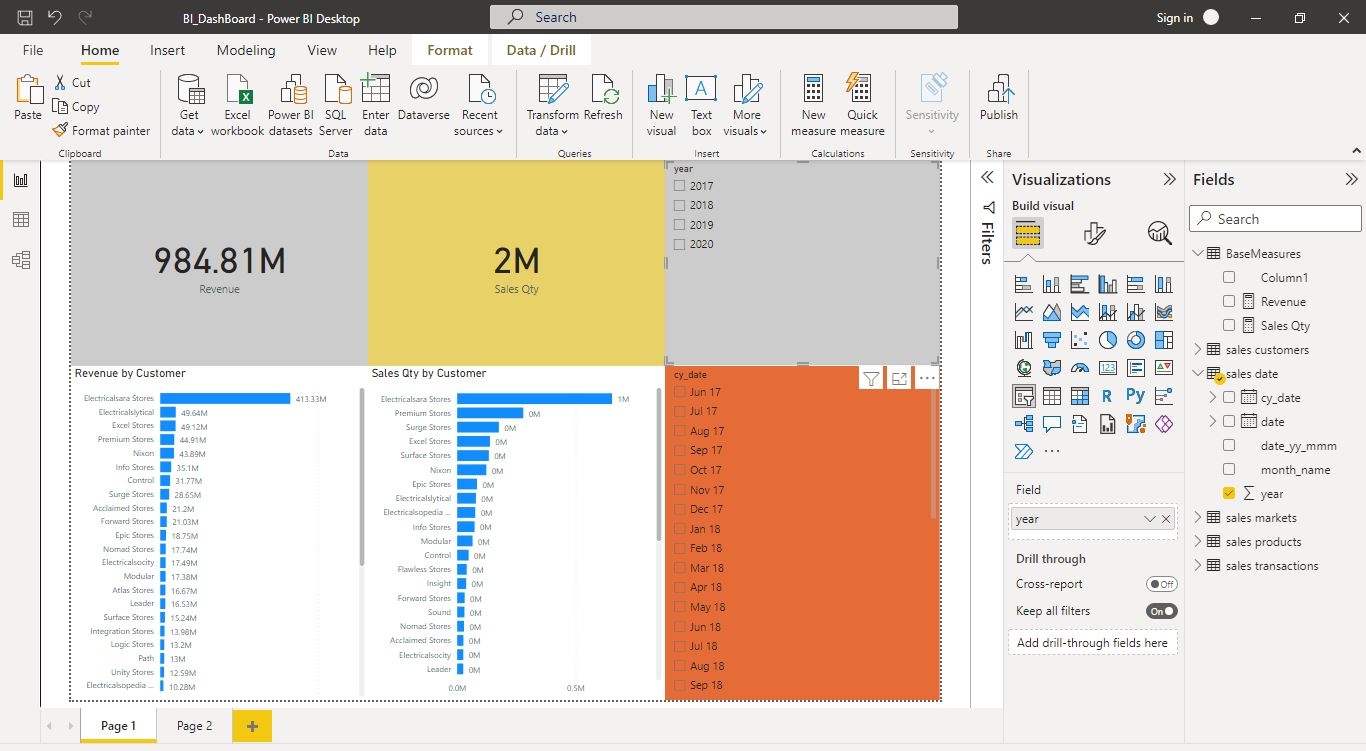 BI_DashBoard - Power BI Desktop
Search
Sign in
File Home Insert Modeling View Help Format Data / Drill
Paste
Cut
Copy
Format painter
Clipboard
Get data
Excel workbook
Power BI datasets
SQL Server
Enter data
Dataverse
Recent sources
Data
Transform data
Refresh
Queries
New visual
A
Text box
More visuals
Insert
New measure
Quick measure
Calculations
Sensitivity
Sensitivity
Publish
Share
984.81M
Revenue
2M
Sales Qty
year
2017
2018
2019
2020
Revenue by Customer
Electricalsara Stores 413.33M
Electricalslytical 49.64M
Excel Stores 49.12M
Premium Stores 44.91M
Nixon 43.89M
Info Stores 35.1M
Control 31.77M
Surge Stores 28.65M
Acclaimed Stores 21.2M
Forward Stores 21.03M
Epic Stores 18.75M
Nomad Stores 17.74M
Electricalsocity 17.49M
Modular 17.38M
Atlas Stores 16.67M
Leader 16.53M
Surface Stores 15.24M
Integration Stores 13.98M
Logic Stores 13.2M
Path 13M
Unity Stores 12.59M
Electricalsopedia ... 10.28M
Sales Qty by Customer
Electricalsara Stores 1M
Premium Stores 0M
Surge Stores 0M
Excel Stores 0M
Surface Stores 0M
Nixon 0M
Epic Stores 0M
Electricalslytical 0M
Electricalsopedia ... 0M
Info Stores 0M
Modular 0M
Control 0M
Flawless Stores 0M
Insight 0M
Forward Stores 0M
Sound 0M
Nomad Stores 0M
Acclaimed Stores 0M
Electricalsocity 0M
Leader 0M
0.0M 0.5M
cy_date
Jun 17
Jul 17
Aug 17
Sep 17
Oct 17
Nov 17
Dec 17
Jan 18
Feb 18
Mar 18
Apr 18
May 18
Jun 18
Jul 18
Aug 18
Sep 18
Filters
Visualizations
Build visual
123
R
Py
Field
year
Drill through
Cross-report
Off
Keep all filters
On
Add drill-through fields here
Fields
Search
BaseMeasures
Column1
Revenue
Sales Qty
sales customers
sales date
cy_date
date
date_yy_mmm
month_name
∑ year
sales markets
sales products
sales transactions
Page 1
Page 2
+